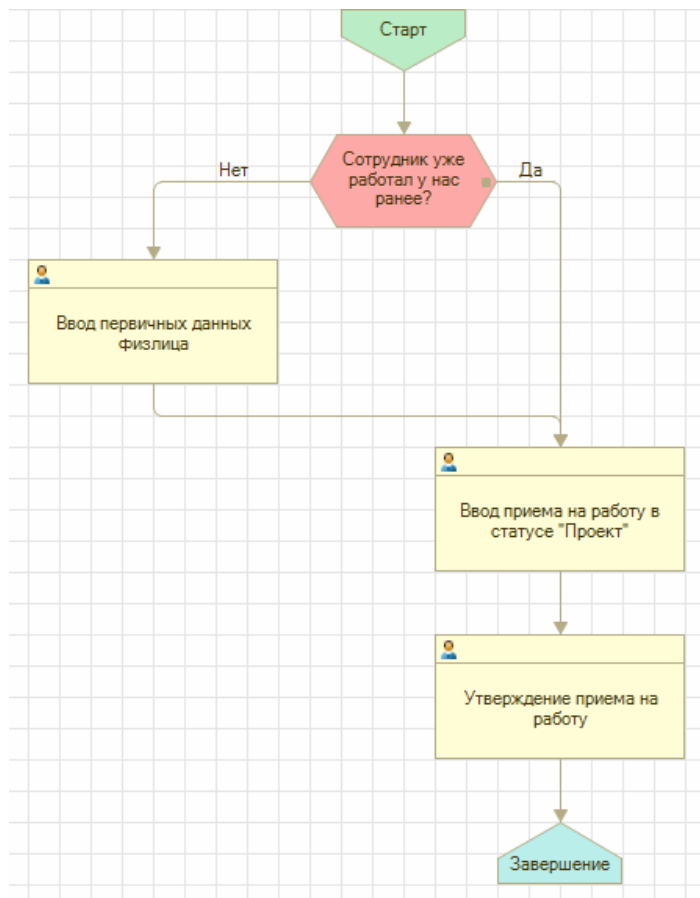 Старт
Сотрудник уже
работал у нас
ранее?
Нет
Да
Ввод первичных данных
физлица
Ввод приема на работу в
статусе "Проект"
Утверждение приема на
работу
Завершение